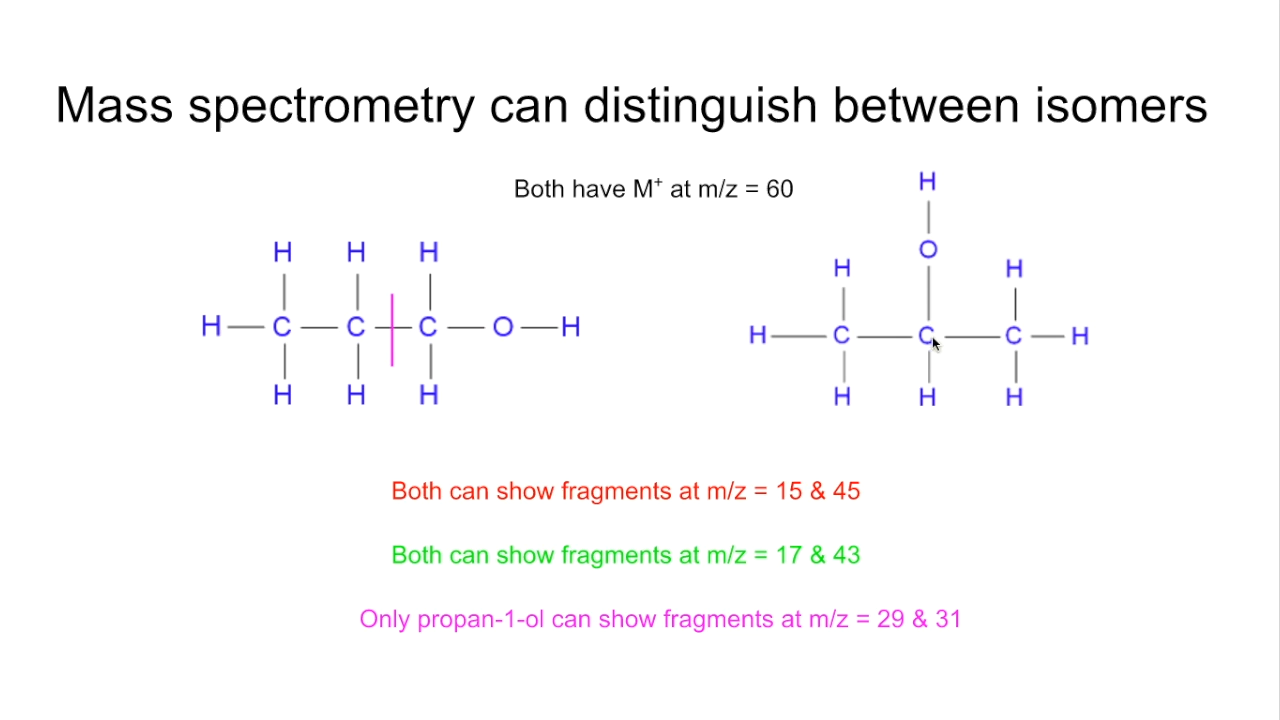 Mass spectrometry can distinguish between isomers
Both have M⁺ at m/z = 60
H
O
H H
H C C C H
H H H
H H H
H C C C O H
H H H
Both can show fragments at m/z = 15 & 45
Both can show fragments at m/z = 17 & 43
Only propan-1-ol can show fragments at m/z = 29 & 31